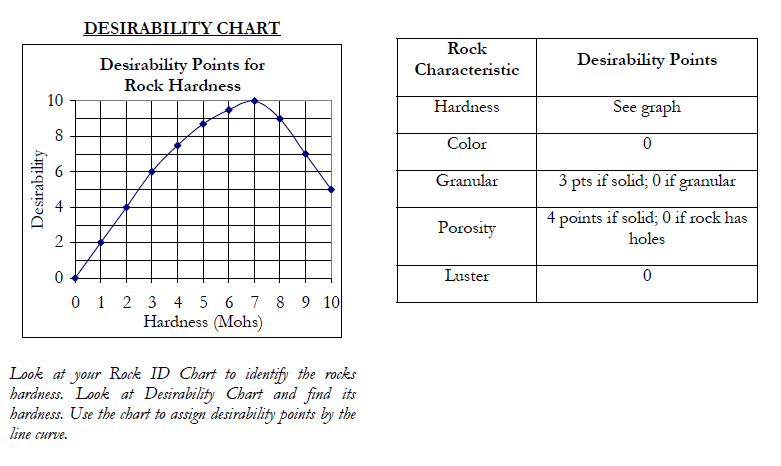 DESIRABILITY CHART
Desirability Points for
Rock Hardness
10
8
6
4
2
0
Desirability
0 1 2 3 4 5 6 7 8 9 10
Hardness (Mohs)
Look at your Rock ID Chart to identify the rocks
hardness. Look at Desirability Chart and find its
hardness. Use the chart to assign desirability points by the
line curve.
Rock
Characteristic
Desirability Points
Hardness
See graph
Color
0
Granular
3 pts if solid; 0 if granular
Porosity
4 points if solid; 0 if rock has
holes
Luster
0